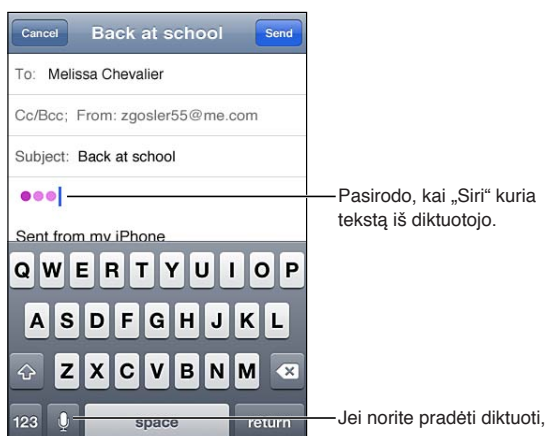 Cancel Back at school Send
To: Melissa Chevalier
Cc/Bcc; From: zgosler55@me.com
Subject: Back at school
Pasirodo, kai „Siri“ kuria
tekstą iš diktuotojo.
Sent from my iPhone
Q W E R T Y U I O P
A S D F G H J K L
Z X C V B N M
123 space return
Jei norite pradėti diktuoti,